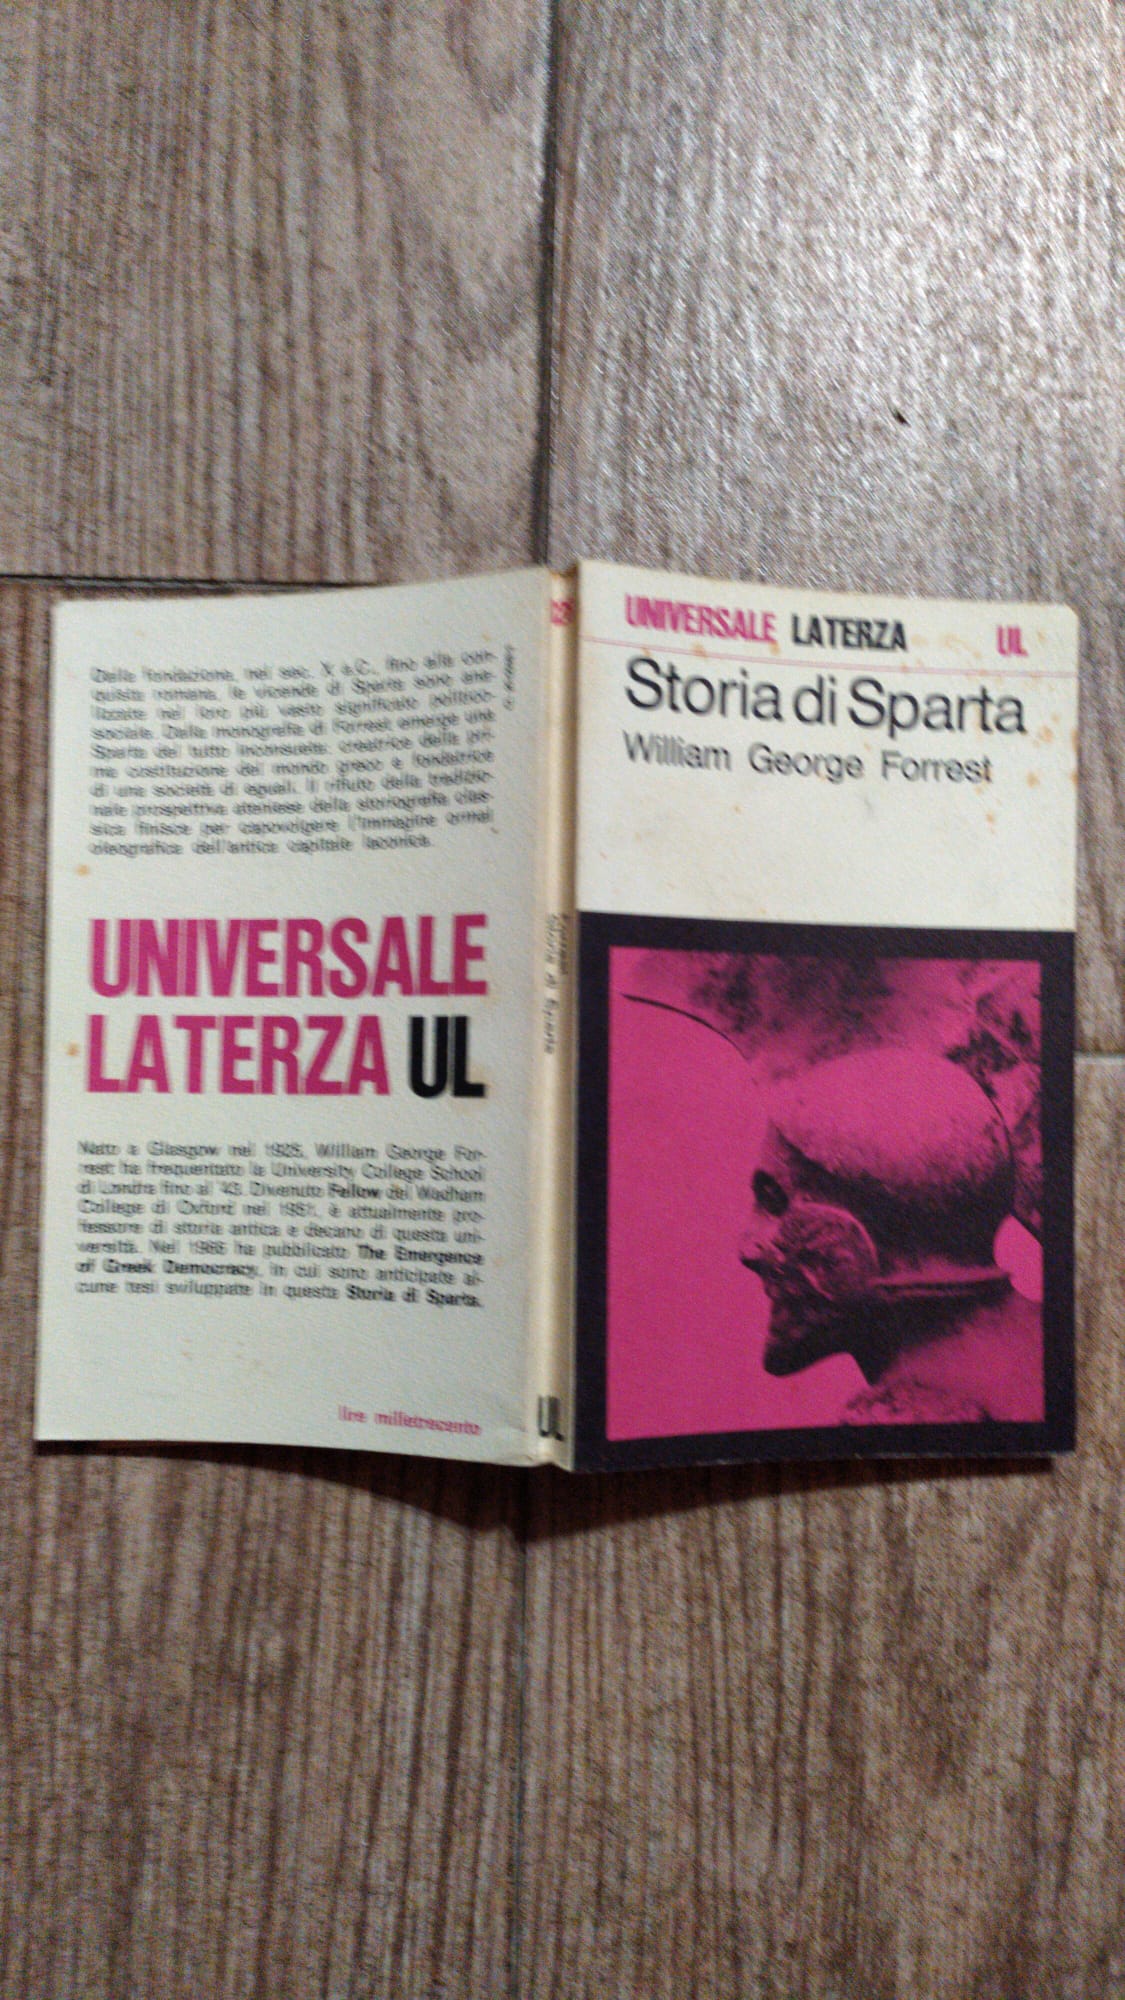 Dalla fondazione, nel sec. X a.C., fino alla con-
quista romana, le vicende di Sparta sono ana-
lizzate nel loro più vasto significato politico-
sociale. Dalla monografia di Forrest emerge una
Sparta del tutto inconsueta: creatrice della pri-
ma costituzione del mondo greco e fondatrice
di una società di eguali. Il rifiuto della tradizio-
nale prospettiva ateniese della storiografia clas-
sica finisce per capovolgere l'immagine ormai
oleografica dell'antica capitale laconica.
UNIVERSALE
LATERZA UL
Nato a Glasgow nel 1925, William George For-
rest ha frequentato la University College School
di Londra fino al '43. Divenuto Fellow del Wadham
College di Oxford nel 1951, è attualmente pro-
fessore di storia antica e decano di questa uni-
versità. Nel 1966 ha pubblicato The Emergence
of Greek Democracy, in cui sono anticipate al-
cune tesi sviluppate in questa Storia di Sparta.
lire milletrecento
Forrest
Storia di Sparta
UL
UNIVERSALE LATERZA UL
Storia di Sparta
William George Forrest